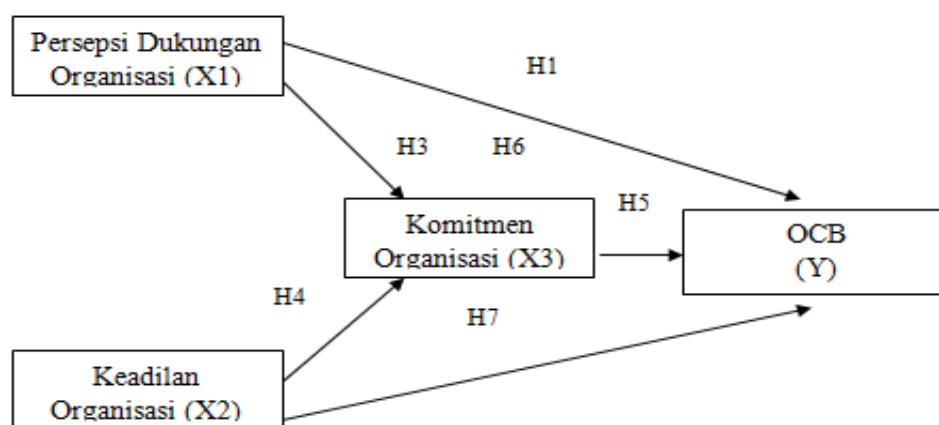 Persepsi Dukungan
Organisasi (X1)
H1
H3
H6
Komitmen
Organisasi (X3)
H5
OCB
(Y)
H4
H7
Keadilan
Organisasi (X2)